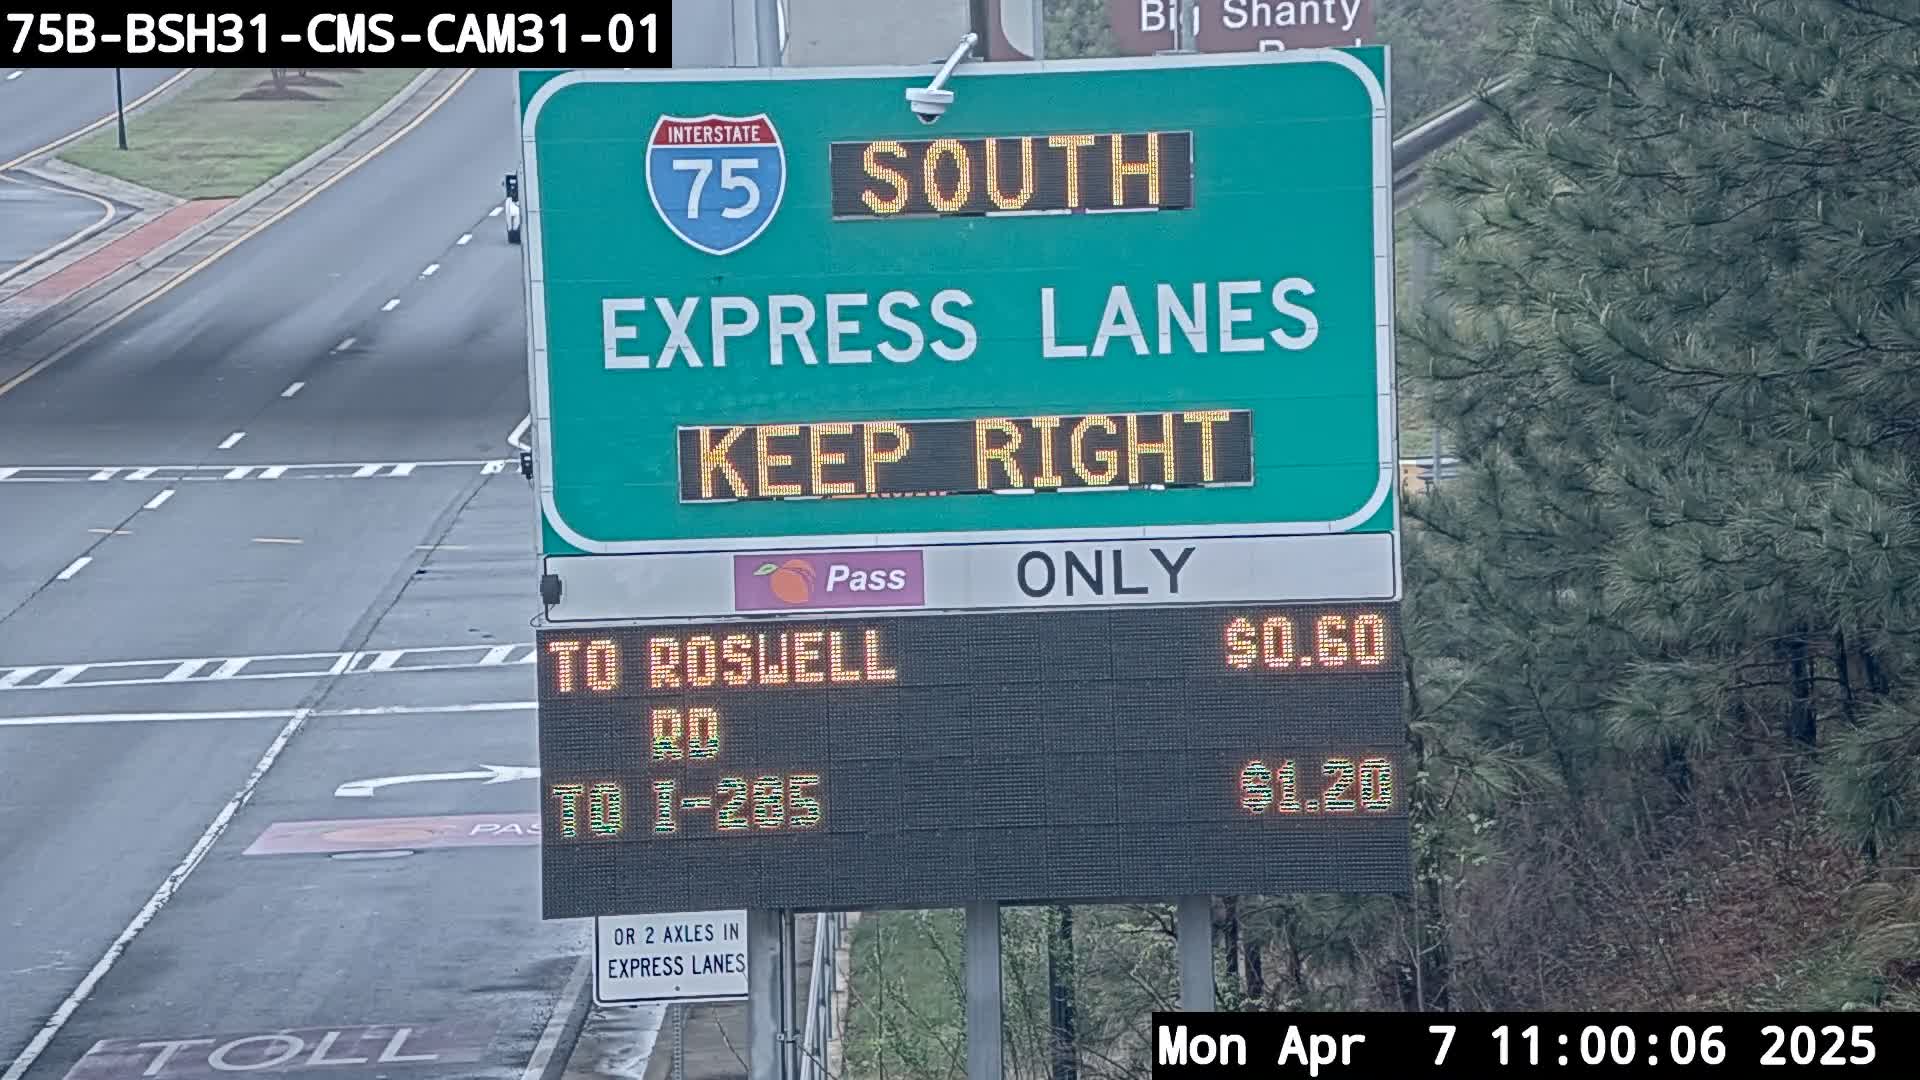 75B-BSH31-CMS-CAM31-01
Big Shanty
INTERSTATE
75
SOUTH
EXPRESS LANES
KEEP RIGHT
Pass ONLY
TO ROSWELL $0.60
RD
TO I-285 $1.20
OR 2 AXLES IN
EXPRESS LANES
TOLL
Mon Apr 7 11:00:06 2025